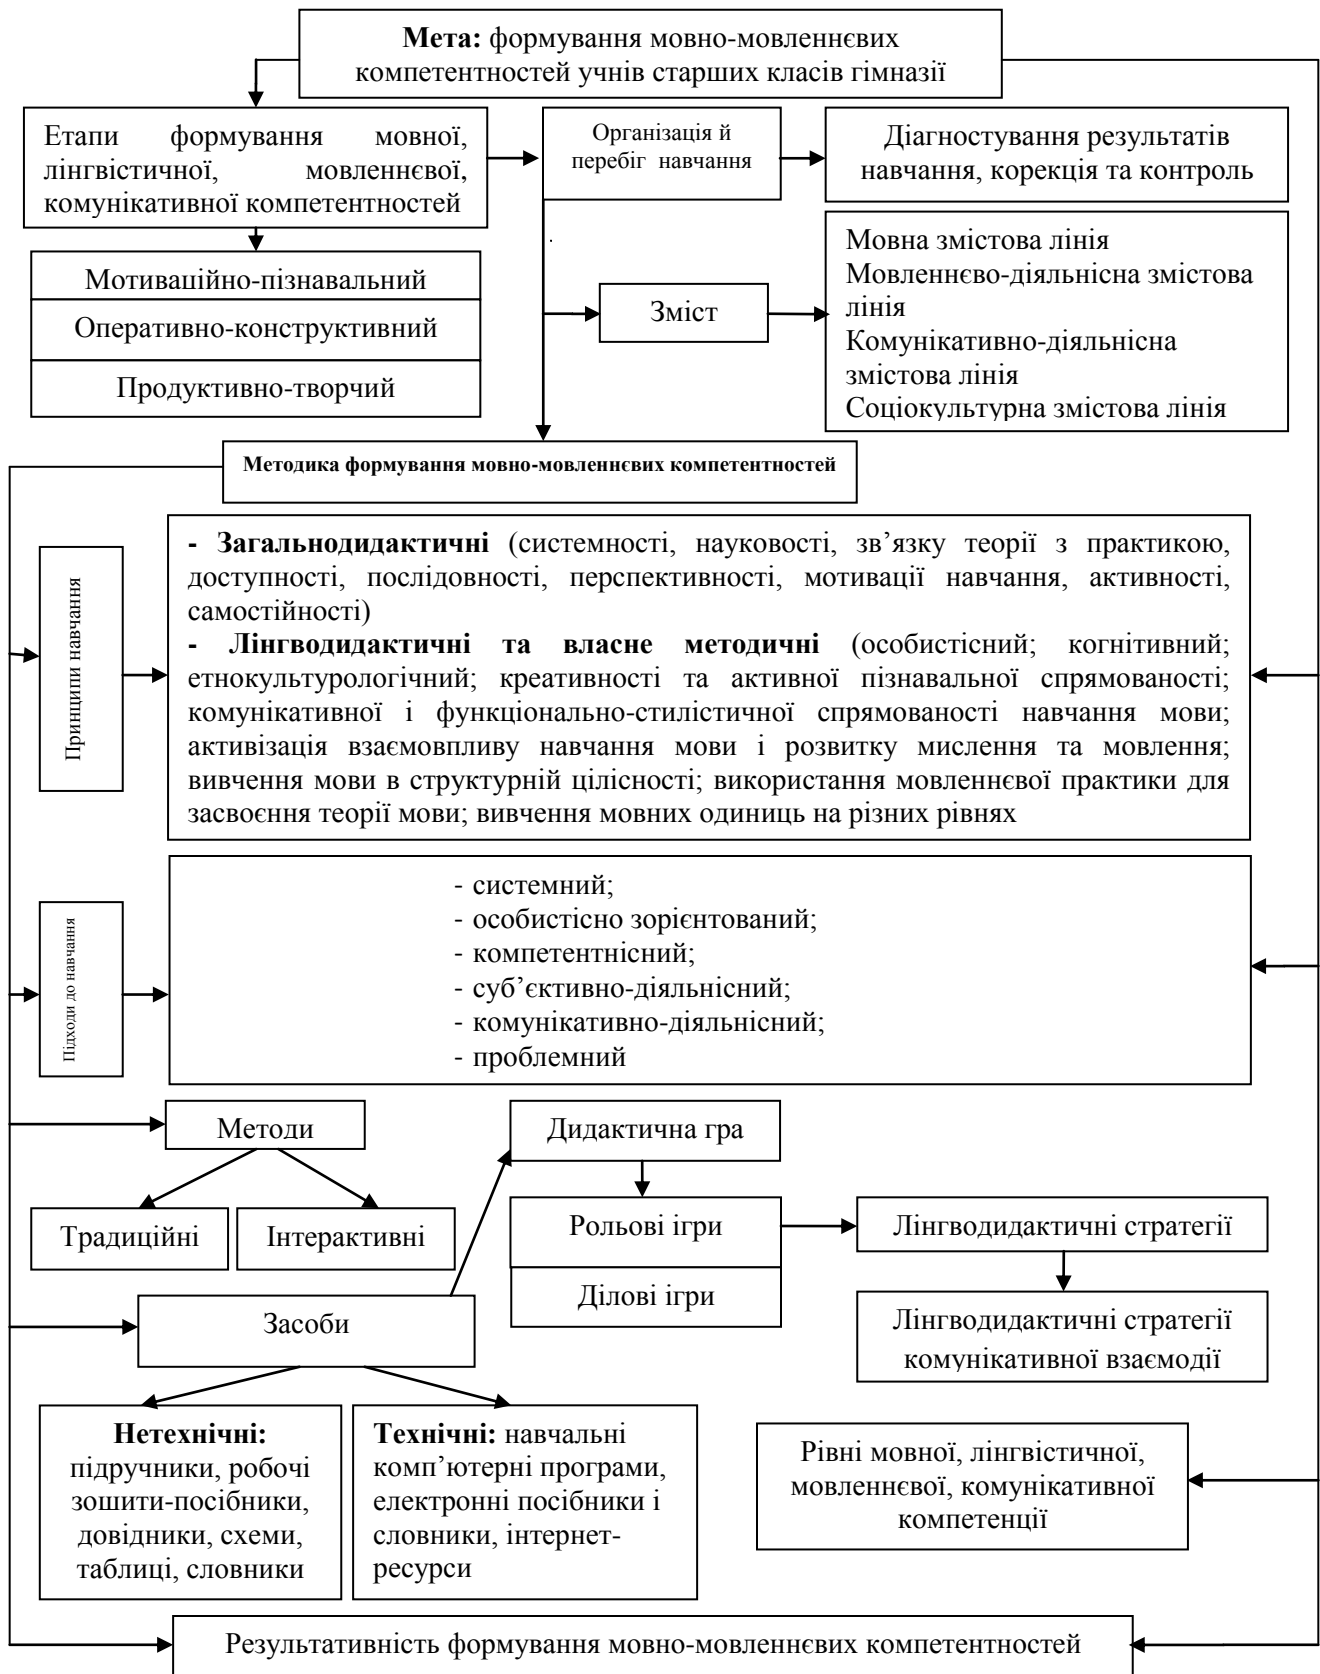 Мета: формування мовно-мовленнєвих
компетентностей учнів старших класів гімназії
Етапи формування мовної,
лінгвістичної, мовленнєвої,
комунікативної компетентностей
Організація й
перебіг навчання
Діагностування результатів
навчання, корекція та контроль
Мотиваційно-пізнавальний
Оперативно-конструктивний
Продуктивно-творчий
Зміст
Мовна змістова лінія
Мовленнєво-діяльнісна змістова
лінія
Комунікативно-діяльнісна
змістова лінія
Соціокультурна змістова лінія
Методика формування мовно-мовленнєвих компетентностей
Принципи навчання
- Загальнодидактичні (системності, науковості, зв’язку теорії з практикою,
доступності, послідовності, перспективності, мотивації навчання, активності,
самостійності)
- Лінгводидактичні та власне методичні (особистісний; когнітивний;
етнокультурологічний; креативності та активної пізнавальної спрямованості;
комунікативної і функціонально-стилістичної спрямованості навчання мови;
активізація взаємовпливу навчання мови і розвитку мислення та мовлення;
вивчення мови в структурній цілісності; використання мовленнєвої практики для
засвоєння теорії мови; вивчення мовних одиниць на різних рівнях
Підходи до навчання
- системний;
- особистісно зорієнтований;
- компетентнісний;
- суб’єктивно-діяльнісний;
- комунікативно-діяльнісний;
- проблемний
Методи
Традиційні
Інтерактивні
Дидактична гра
Рольові ігри
Ділові ігри
Лінгводидактичні стратегії
Лінгводидактичні стратегії
комунікативної взаємодії
Засоби
Нетехнічні:
підручники, робочі
зошити-посібники,
довідники, схеми,
таблиці, словники
Технічні: навчальні
комп’ютерні програми,
електронні посібники і
словники, інтернет-
ресурси
Рівні мовної, лінгвістичної,
мовленнєвої, комунікативної
компетенції
Результативність формування мовно-мовленнєвих компетентностей